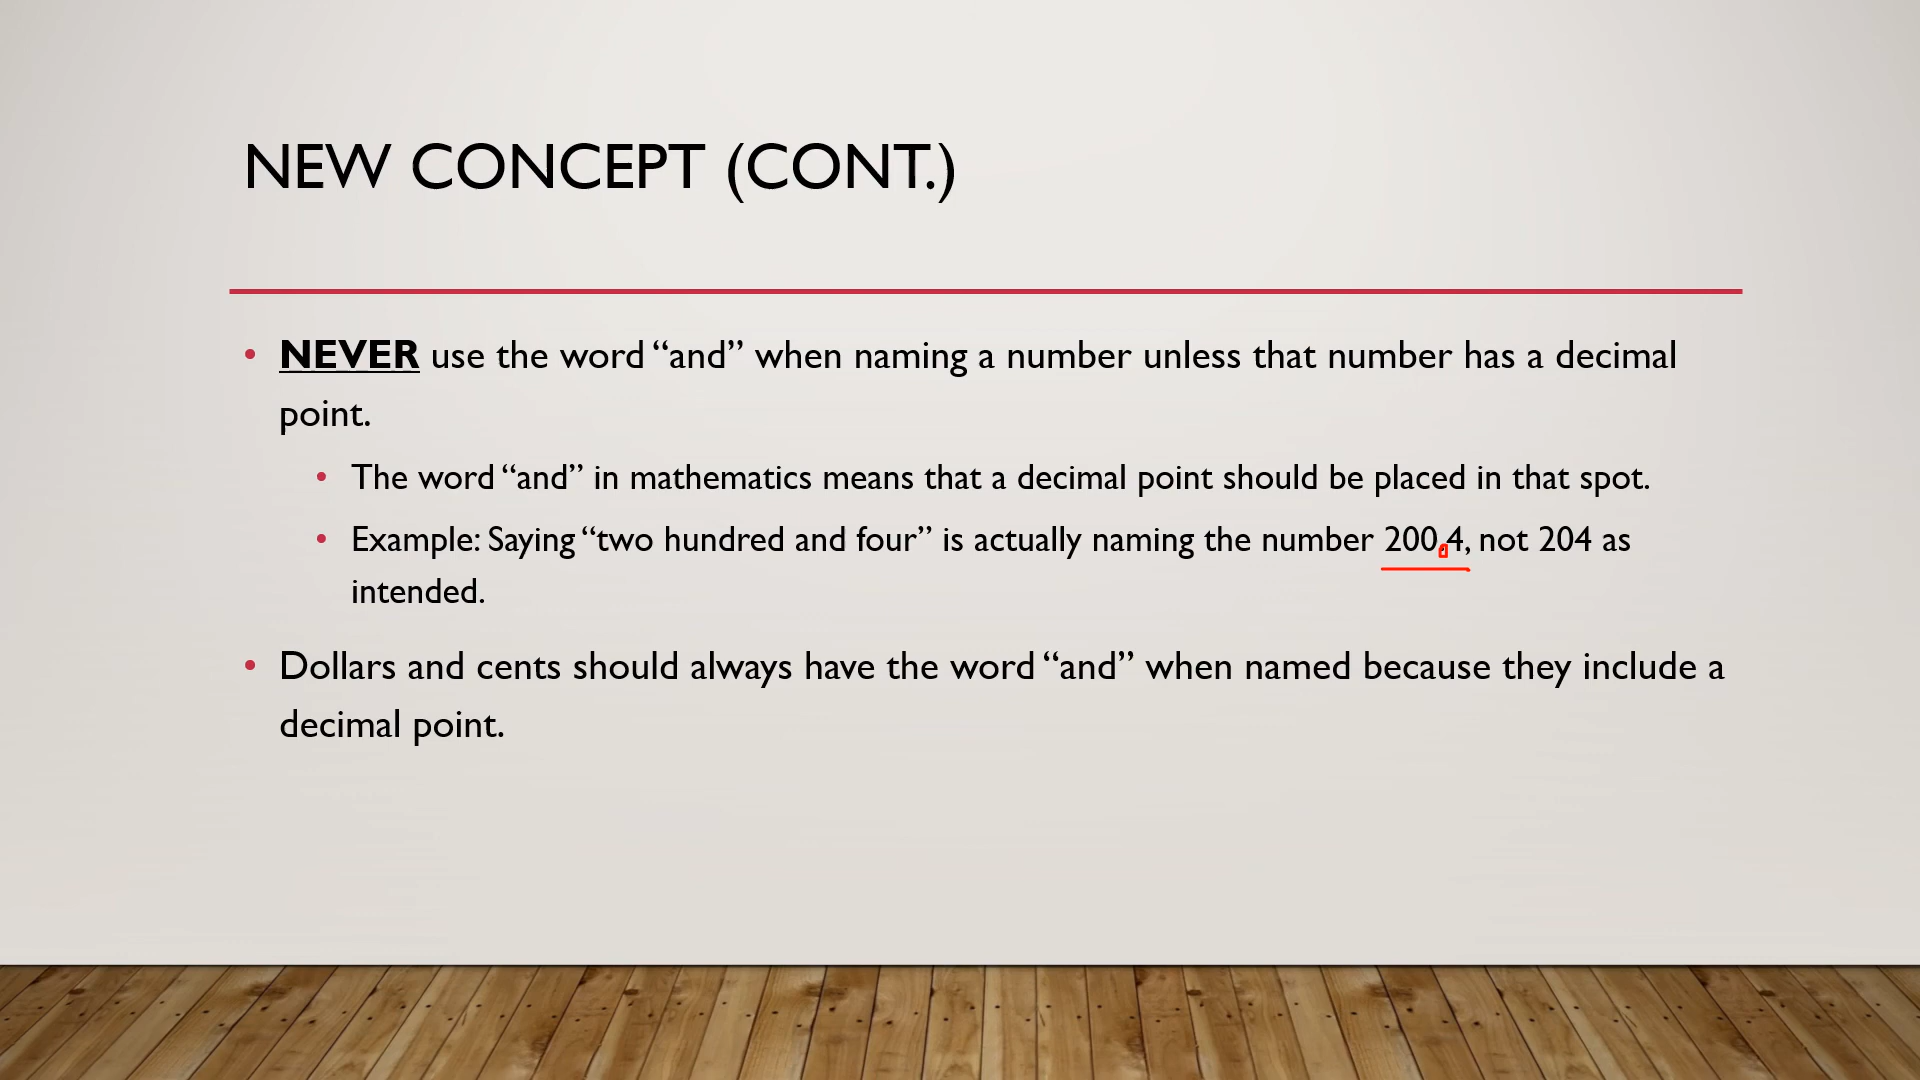 NEW CONCEPT (CONT.)
• NEVER use the word “and” when naming a number unless that number has a decimal
point.
• The word “and” in mathematics means that a decimal point should be placed in that spot.
• Example: Saying “two hundred and four” is actually naming the number 200.4, not 204 as
intended.
• Dollars and cents should always have the word “and” when named because they include a
decimal point.